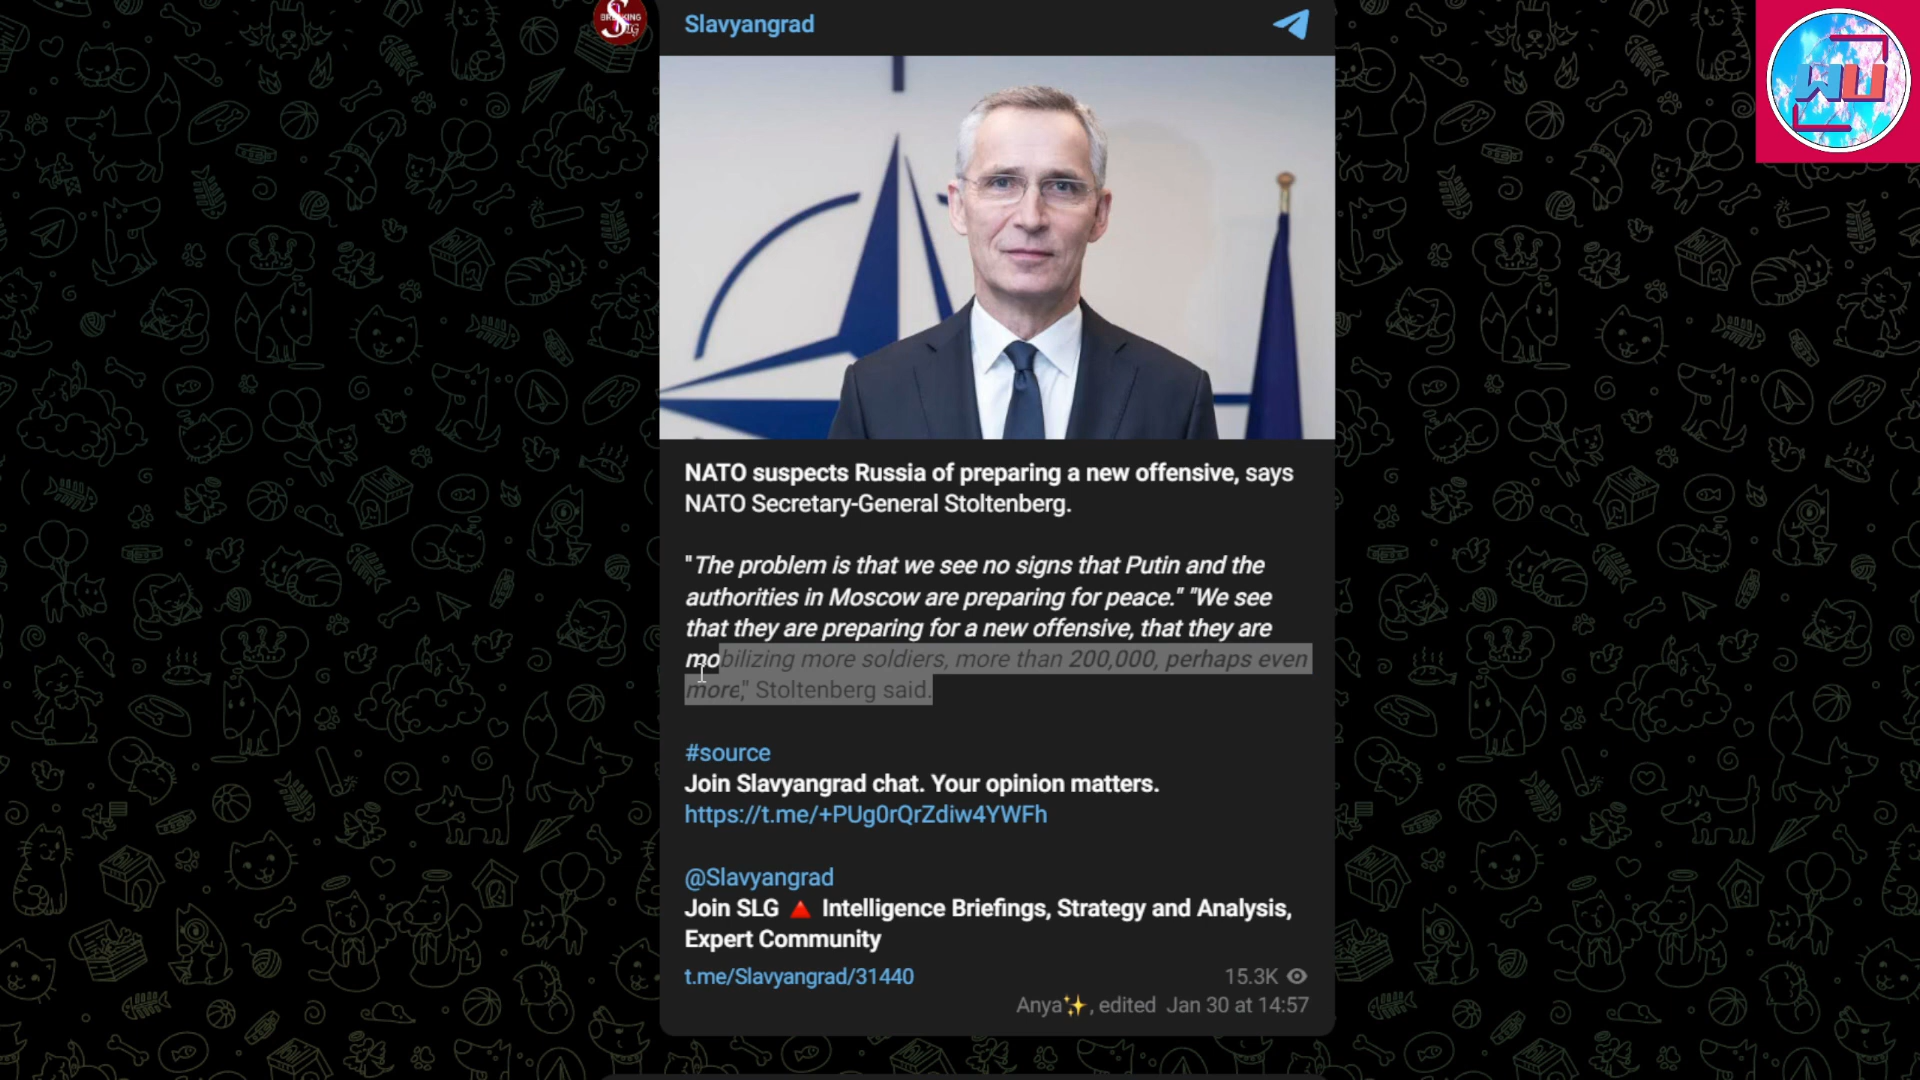 BREAKING
SLG
Slavyangrad
WU
NATO suspects Russia of preparing a new offensive, says
NATO Secretary-General Stoltenberg.
"The problem is that we see no signs that Putin and the
authorities in Moscow are preparing for peace." "We see
that they are preparing for a new offensive, that they are
mobilizing more soldiers, more than 200,000, perhaps even
more," Stoltenberg said.
#source
Join Slavyangrad chat. Your opinion matters.
https://t.me/+PUg0rQrZdiw4YWFh
@Slavyangrad
Join SLG 🔺 Intelligence Briefings, Strategy and Analysis,
Expert Community
t.me/Slavyangrad/31440 15.3K
Anya✨, edited Jan 30 at 14:57